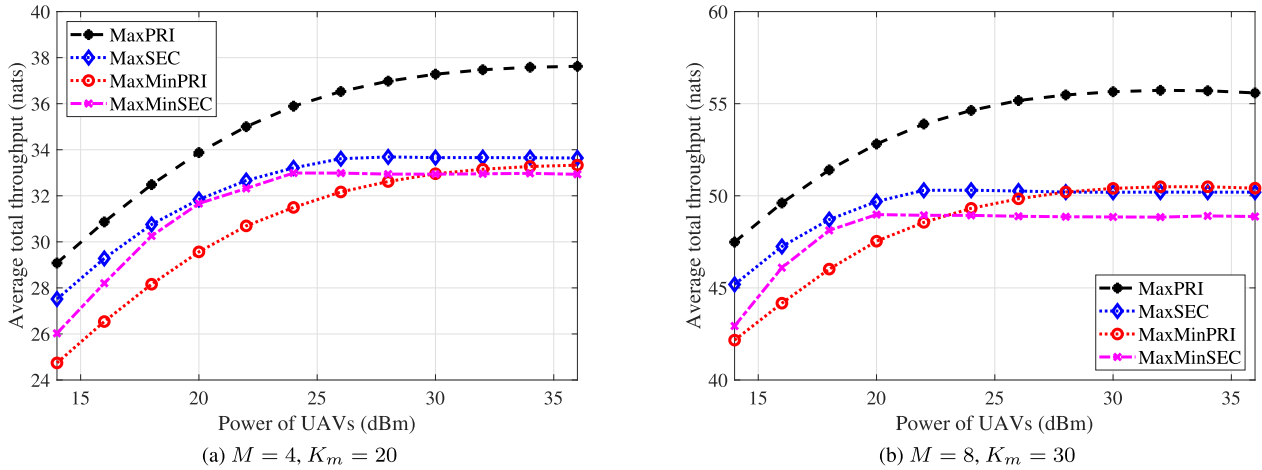 40
38
36
34
32
30
28
26
24
Average total throughput (nats)
MaxPRI
MaxSEC
MaxMinPRI
MaxMinSEC
15 20 25 30 35
Power of UAVs (dBm)
(a) M = 4, K_m = 20
60
55
50
45
40
Average total throughput (nats)
MaxPRI
MaxSEC
MaxMinPRI
MaxMinSEC
15 20 25 30 35
Power of UAVs (dBm)
(b) M = 8, K_m = 30